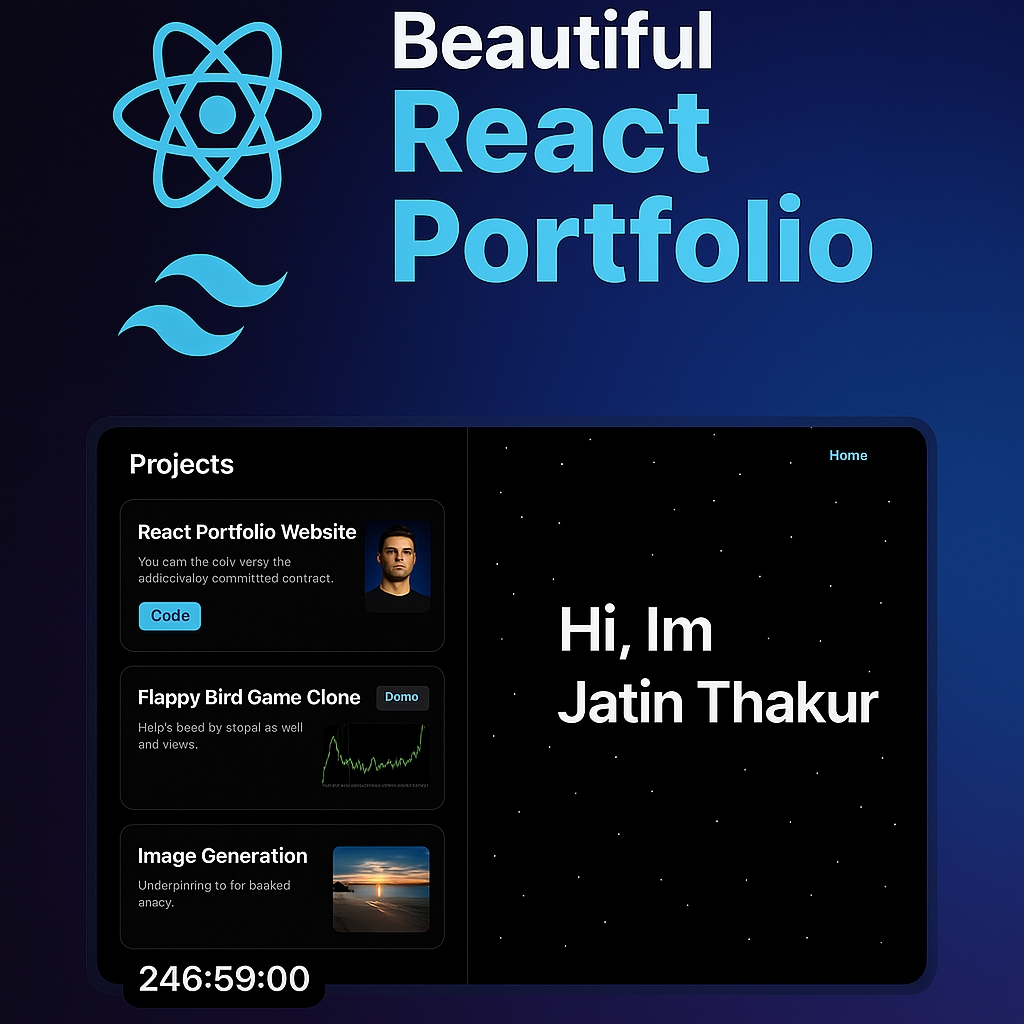 Beautiful
React
Portfolio
Projects
React Portfolio Website
You cam the coiv versy the
addiccivaloy committted contract.
Code
Flappy Bird Game Clone
Domo
Help's beed by stopal as well
and views.
Image Generation
Underpinring to for baaked
anacy.
246:59:00
Home
Hi, Im
Jatin Thakur